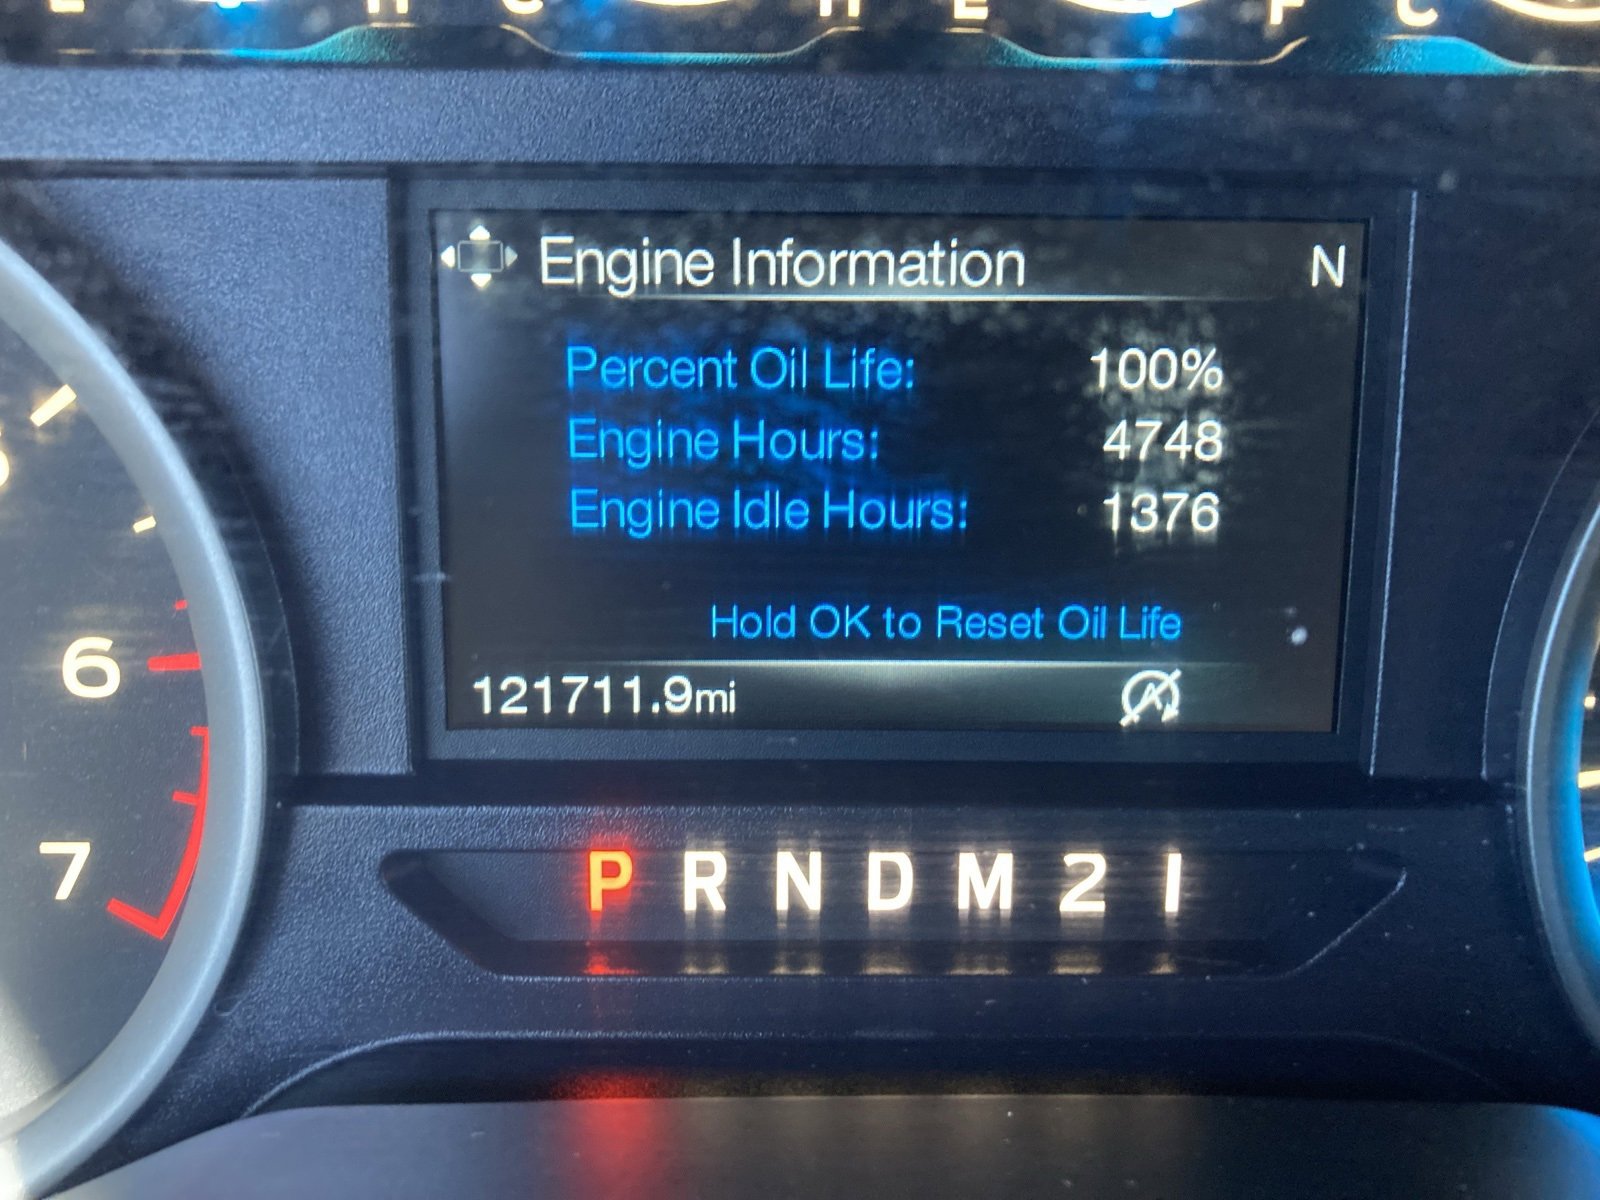 H C H E F C
Engine Information N
Percent Oil Life: 100%
Engine Hours: 4748
Engine Idle Hours: 1376
Hold OK to Reset Oil Life
121711.9mi A
6
7
P R N D M 2 1